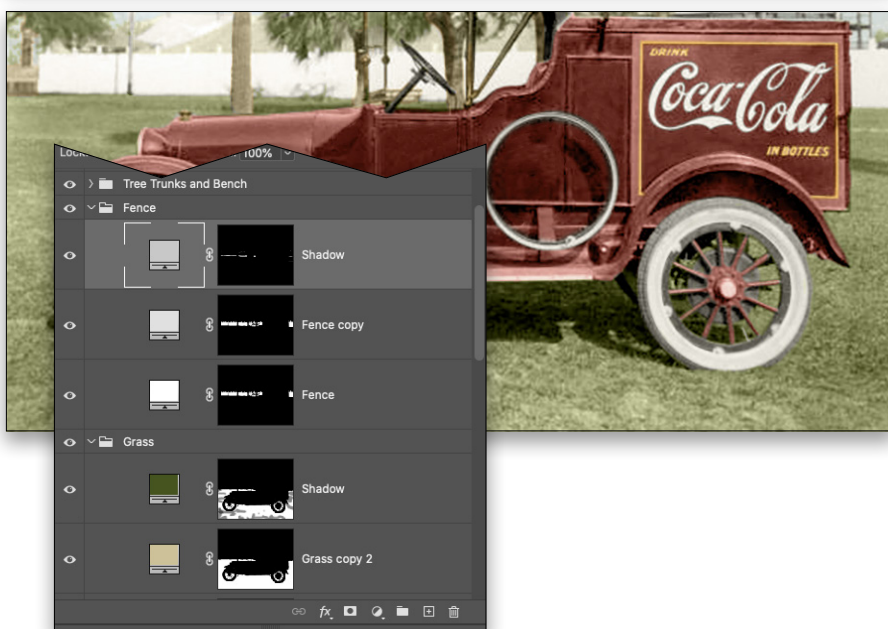 DRINK
Coca-Cola
IN BOTTLES
100%
Tree Trunks and Bench
Fence
Shadow
Fence copy
Fence
Grass
Shadow
Grass copy 2
fx